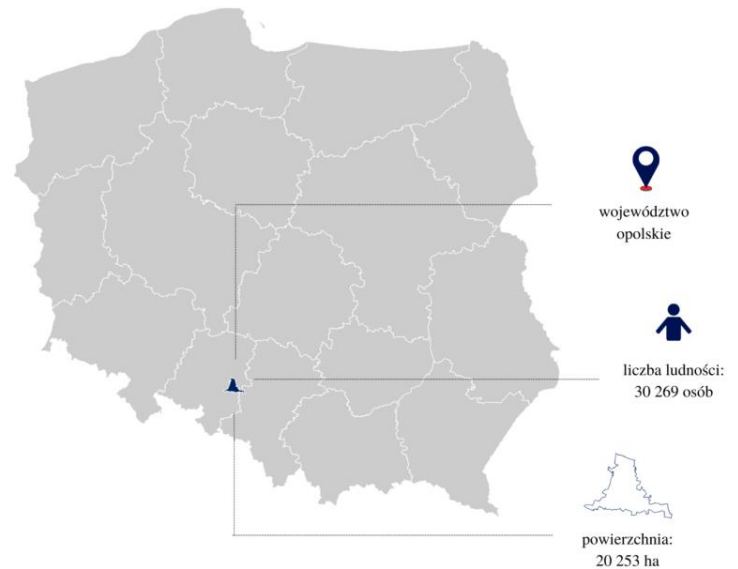 województwo
opolskie
liczba ludności:
30 269 osób
powierzchnia:
20 253 ha